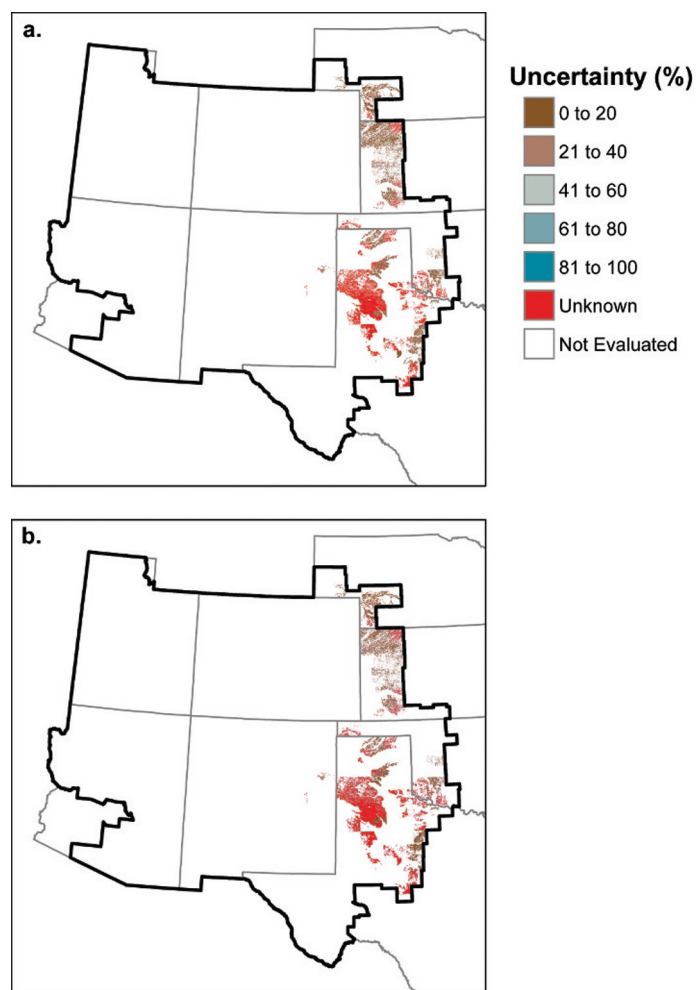 a.
Uncertainty (%)
0 to 20
21 to 40
41 to 60
61 to 80
81 to 100
Unknown
Not Evaluated
b.